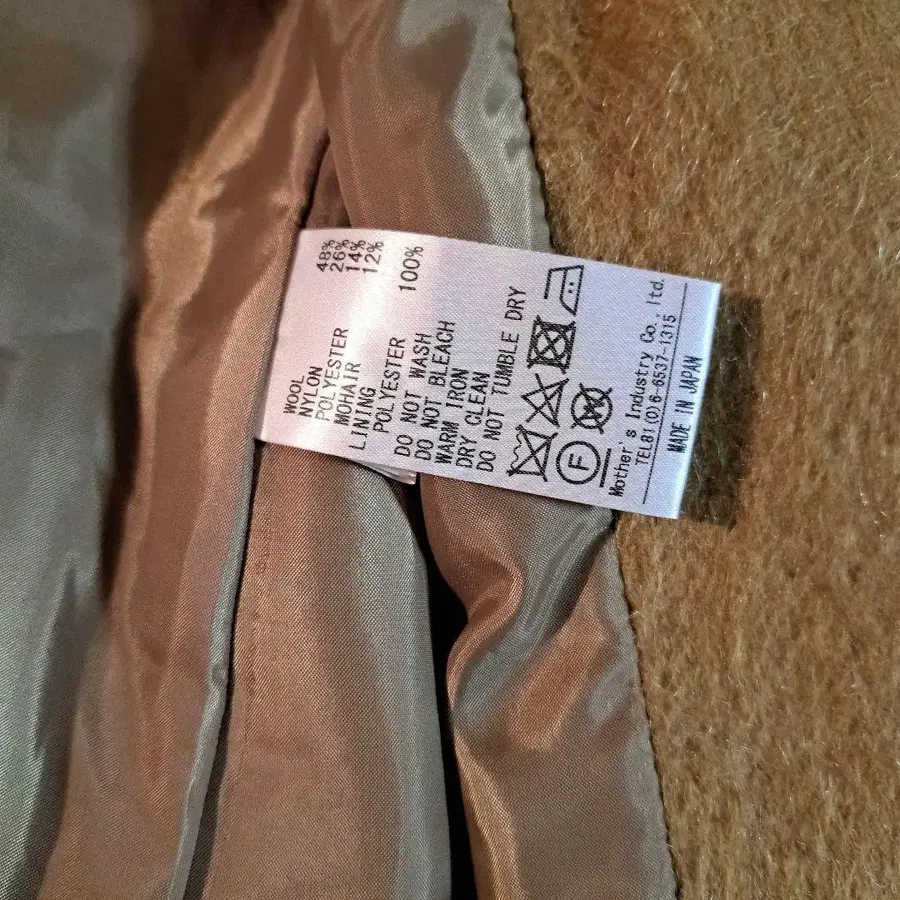 WOOL 48%
NYLON 26%
POLYESTER 14%
MOHAIR 12%
LINING
POLYESTER 100%
DO NOT WASH
DO NOT BLEACH
WARM IRON
DRY CLEAN
DO NOT TUMBLE DRY
F
Mother's Industry Co., ltd.
TEL81(0)6-6537-1315
MADE IN JAPAN